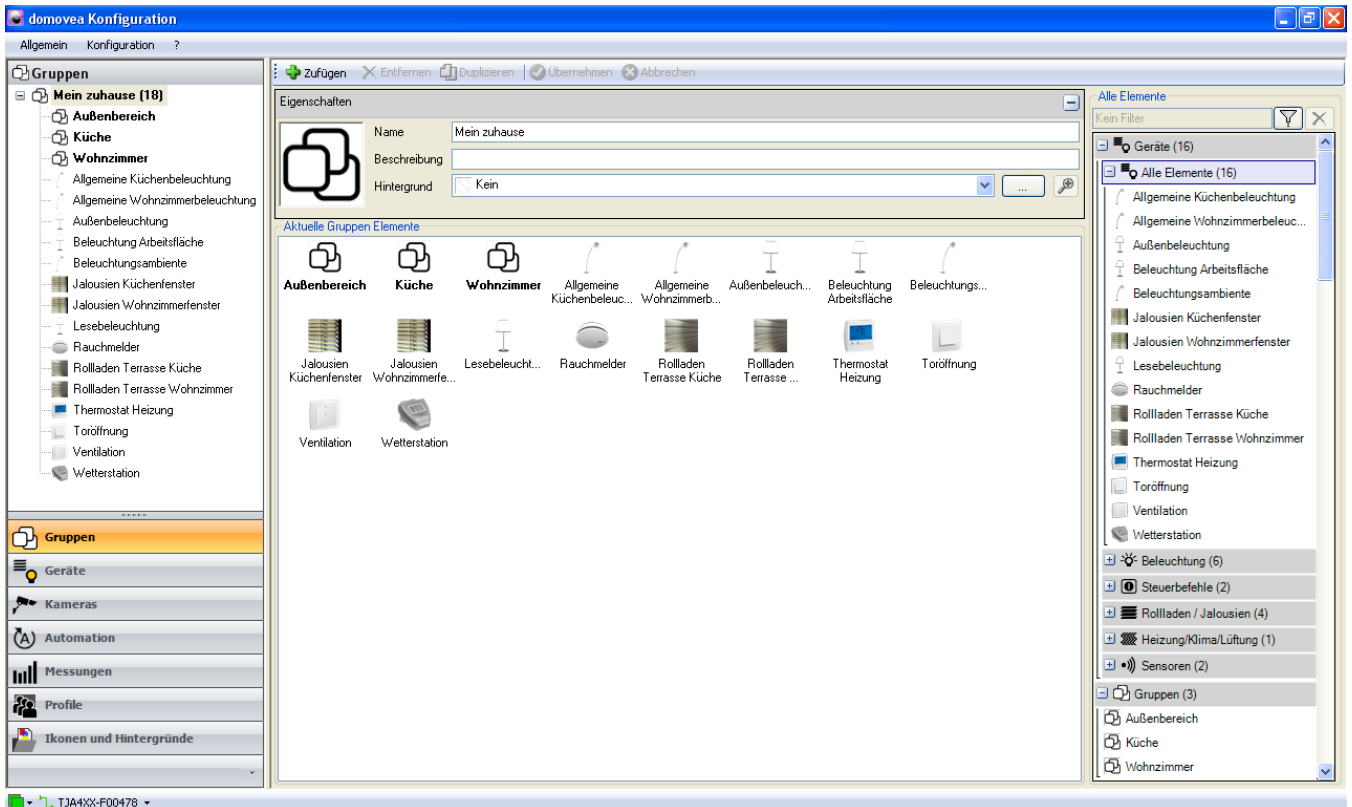 domovea Konfiguration
Allgemein Konfiguration ?
Gruppen
Mein zuhause (18)
Außenbereich
Küche
Wohnzimmer
Allgemeine Küchenbeleuchtung
Allgemeine Wohnzimmerbeleuchtung
Außenbeleuchtung
Beleuchtung Arbeitsfläche
Beleuchtungsambiente
Jalousien Küchenfenster
Jalousien Wohnzimmerfenster
Lesebeleuchtung
Rauchmelder
Rollladen Terrasse Küche
Rollladen Terrasse Wohnzimmer
Thermostat Heizung
Toröffnung
Ventilation
Wetterstation
Gruppen
Geräte
Kameras
Automation
Messungen
Profile
Ikonen und Hintergründe
Zufügen Entfernen Duplizieren Übernehmen Abbrechen
Eigenschaften
Name Mein zuhause
Beschreibung
Hintergrund Kein ...
Aktuelle Gruppen Elemente
Außenbereich
Küche
Wohnzimmer
Allgemeine
Küchenbeleuc...
Allgemeine
Wohnzimmerb...
Außenbeleuch...
Beleuchtung
Arbeitsfläche
Beleuchtungs...
Jalousien
Küchenfenster
Jalousien
Wohnzimmerfe...
Lesebeleucht...
Rauchmelder
Rollladen
Terrasse Küche
Rollladen
Terrasse ...
Thermostat
Heizung
Toröffnung
Ventilation
Wetterstation
Alle Elemente
Kein Filter
Geräte (16)
Alle Elemente (16)
Allgemeine Küchenbeleuchtung
Allgemeine Wohnzimmerbeleuc...
Außenbeleuchtung
Beleuchtung Arbeitsfläche
Beleuchtungsambiente
Jalousien Küchenfenster
Jalousien Wohnzimmerfenster
Lesebeleuchtung
Rauchmelder
Rollladen Terrasse Küche
Rollladen Terrasse Wohnzimmer
Thermostat Heizung
Toröffnung
Ventilation
Wetterstation
Beleuchtung (6)
Steuerbefehle (2)
Rollladen / Jalousien (4)
Heizung/Klima/Lüftung (1)
Sensoren (2)
Gruppen (3)
Außenbereich
Küche
Wohnzimmer
TJA4XX-F00478